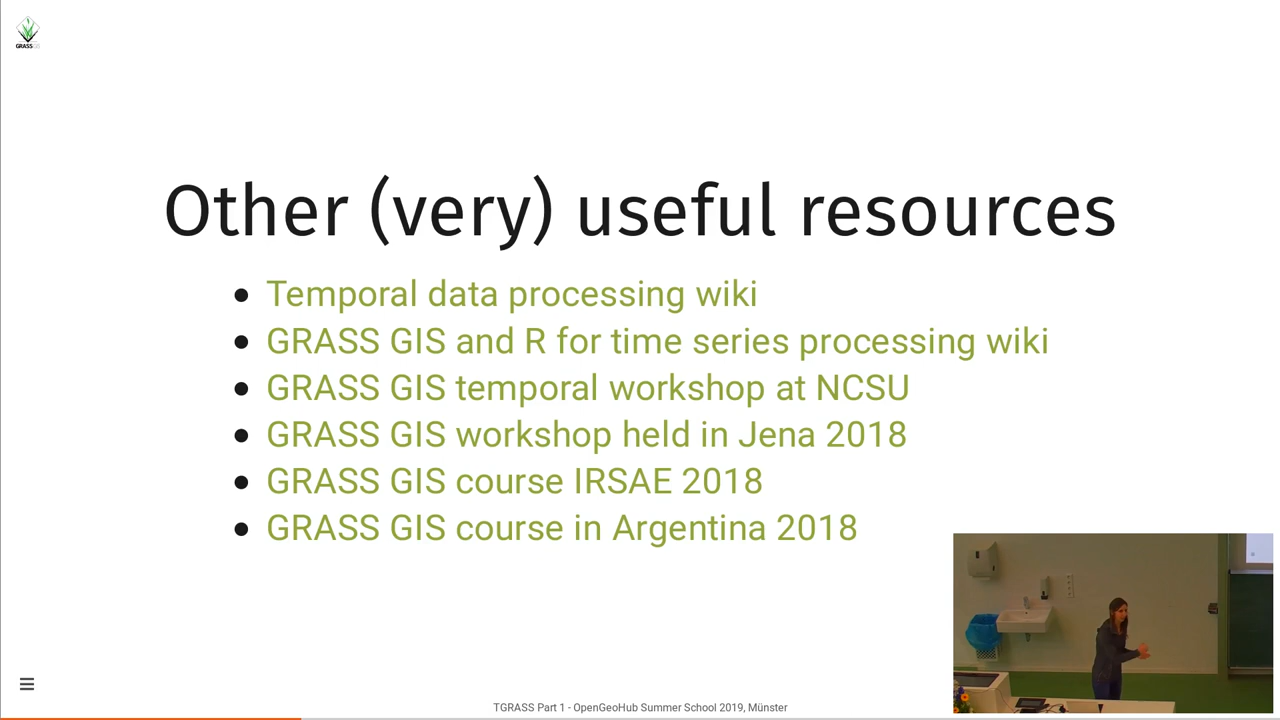 GRASS GIS
Other (very) useful resources
Temporal data processing wiki
GRASS GIS and R for time series processing wiki
GRASS GIS temporal workshop at NCSU
GRASS GIS workshop held in Jena 2018
GRASS GIS course IRSAE 2018
GRASS GIS course in Argentina 2018
TGRASS Part 1 - OpenGeoHub Summer School 2019, Münster